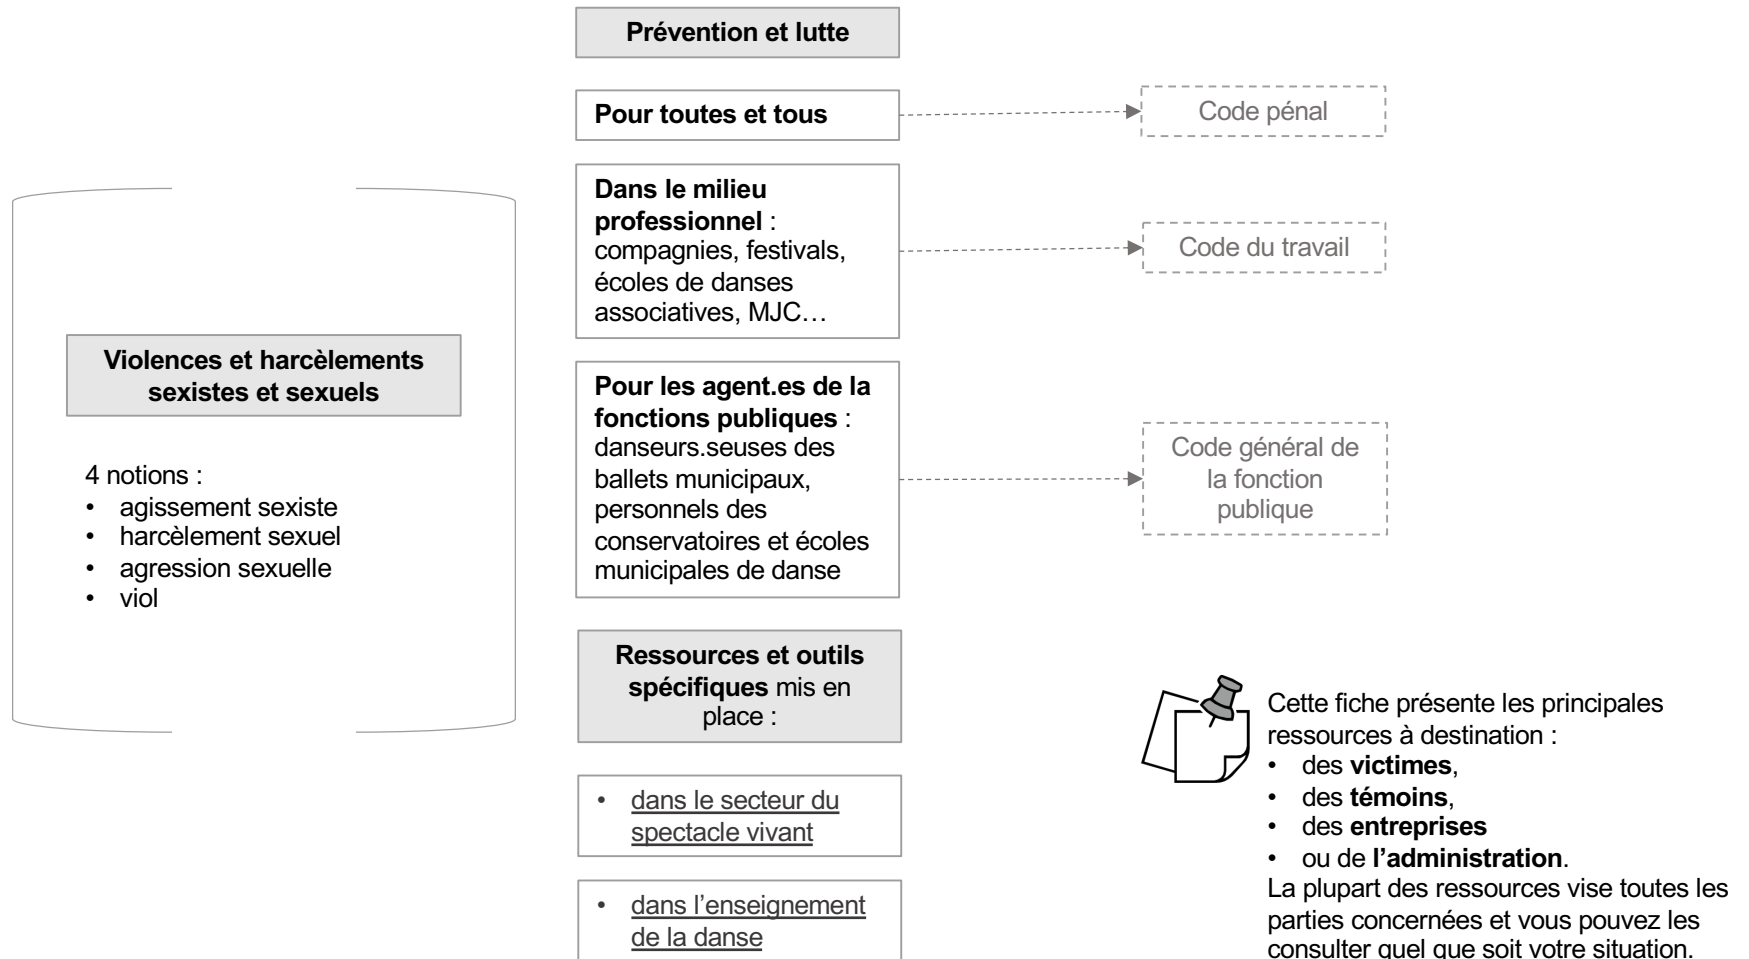 Prévention et lutte
Pour toutes et tous
Code pénal
Dans le milieu
professionnel :
compagnies, festivals,
écoles de danses
associatives, MJC…
Code du travail
Violences et harcèlements
sexistes et sexuels
4 notions :
• agissement sexiste
• harcèlement sexuel
• agression sexuelle
• viol
Pour les agent.es de la
fonctions publiques :
danseurs.seuses des
ballets municipaux,
personnels des
conservatoires et écoles
municipales de danse
Code général de
la fonction
publique
Ressources et outils
spécifiques mis en
place :
• dans le secteur du
spectacle vivant
• dans l’enseignement
de la danse
Cette fiche présente les principales
ressources à destination :
• des victimes,
• des témoins,
• des entreprises
• ou de l’administration.
La plupart des ressources vise toutes les
parties concernées et vous pouvez les
consulter quel que soit votre situation.